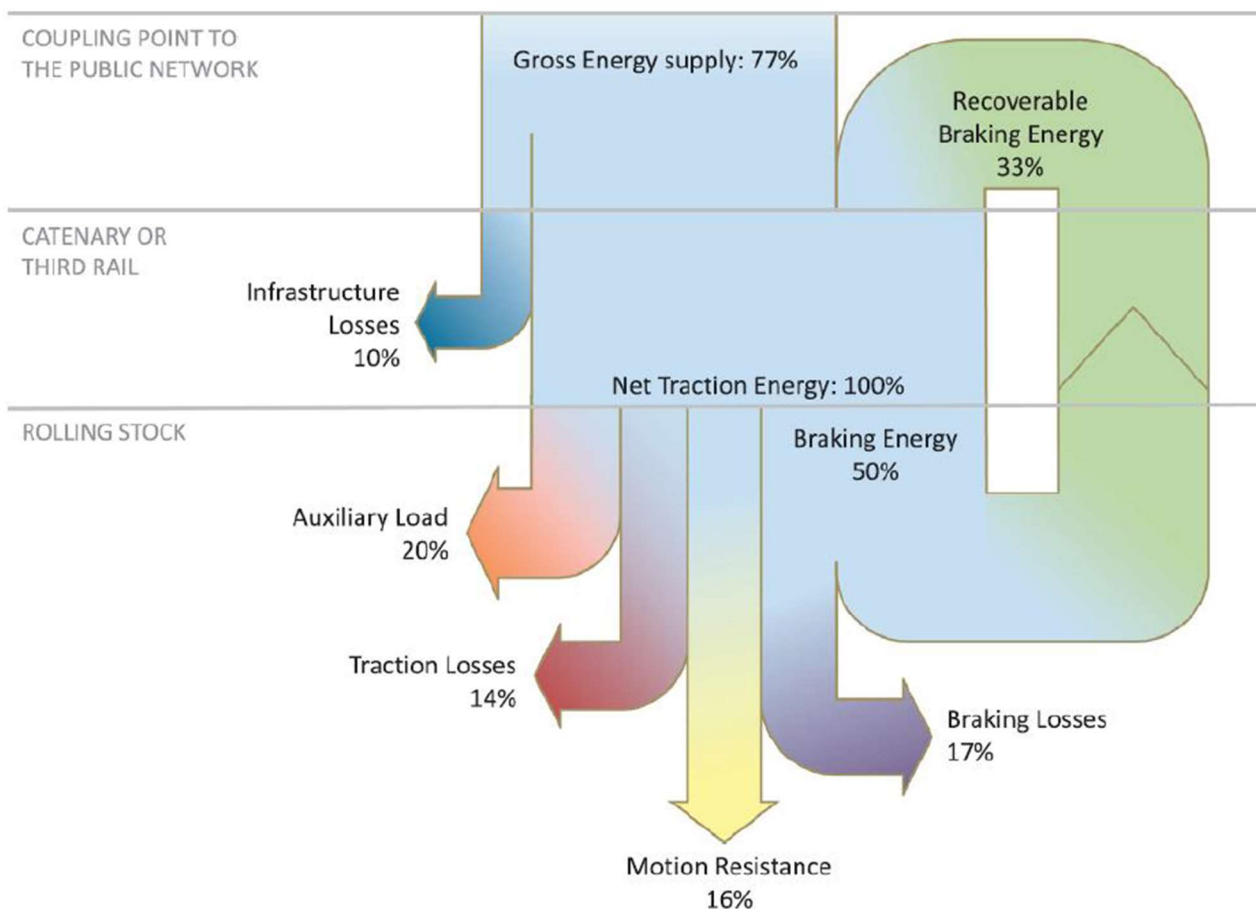 COUPLING POINT TO
THE PUBLIC NETWORK
Gross Energy supply: 77%
Recoverable
Braking Energy
33%
CATENARY OR
THIRD RAIL
Infrastructure
Losses
10%
Net Traction Energy: 100%
ROLLING STOCK
Braking Energy
50%
Auxiliary Load
20%
Traction Losses
14%
Braking Losses
17%
Motion Resistance
16%